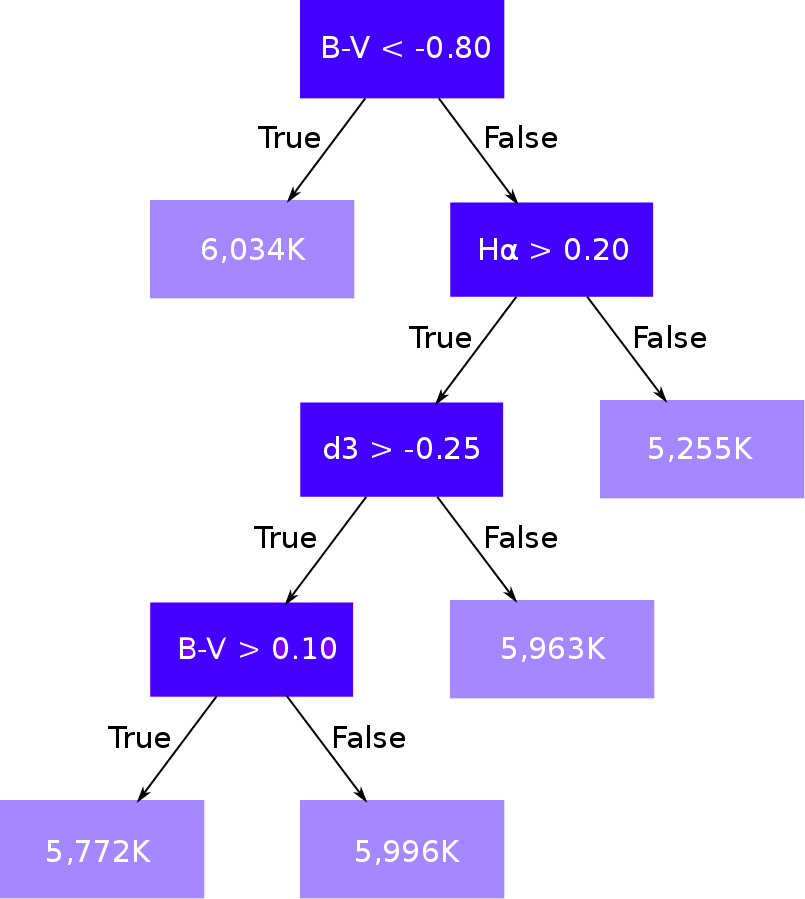 B-V < -0.80
True
False
6,034K
Hα > 0.20
True
False
d3 > -0.25
5,255K
True
False
B-V > 0.10
5,963K
True
False
5,772K
5,996K